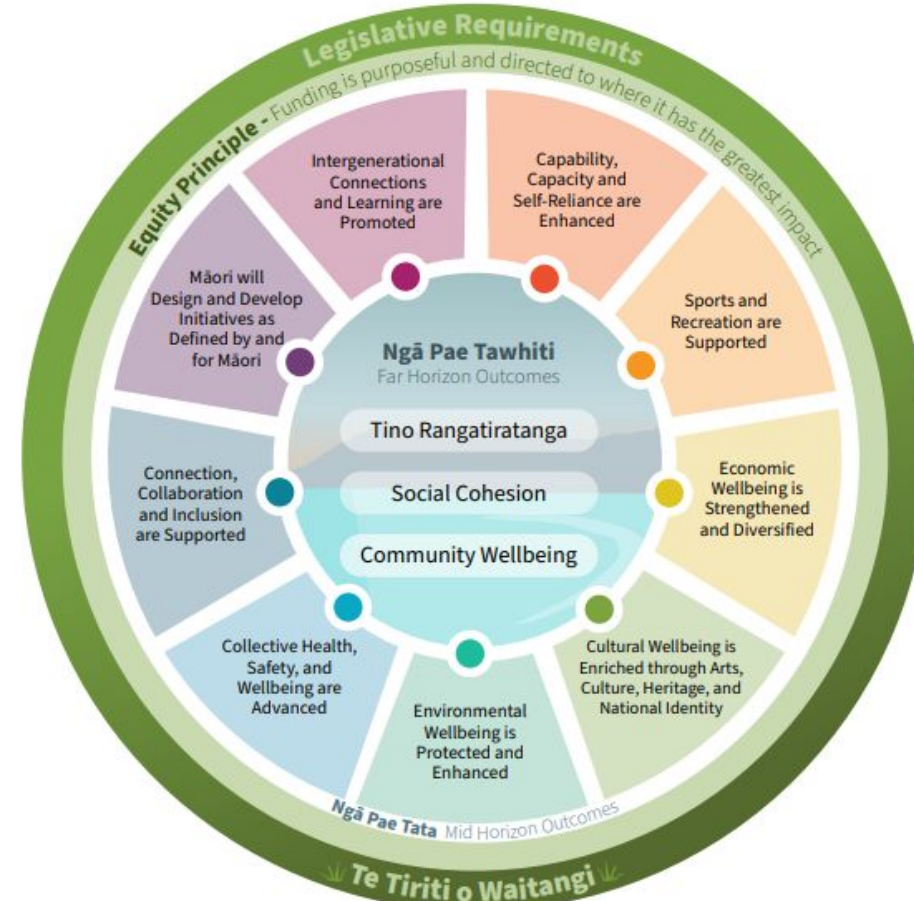 Legislative Requirements
Equity Principle - Funding is purposeful and directed to where it has the greatest impact
Intergenerational
Connections
and Learning are
Promoted
Capability,
Capacity and
Self-Reliance are
Enhanced
Māori will
Design and Develop
Initiatives as
Defined by and
for Māori
Sports and
Recreation are
Supported
Ngā Pae Tawhiti
Far Horizon Outcomes
Tino Rangatiratanga
Social Cohesion
Community Wellbeing
Connection,
Collaboration
and Inclusion
are Supported
Economic
Wellbeing is
Strengthened
and Diversified
Collective Health,
Safety, and
Wellbeing are
Advanced
Cultural Wellbeing is
Enriched through Arts,
Culture, Heritage, and
National Identity
Environmental
Wellbeing is
Protected and
Enhanced
Ngā Pae Tata Mid Horizon Outcomes
Te Tiriti o Waitangi